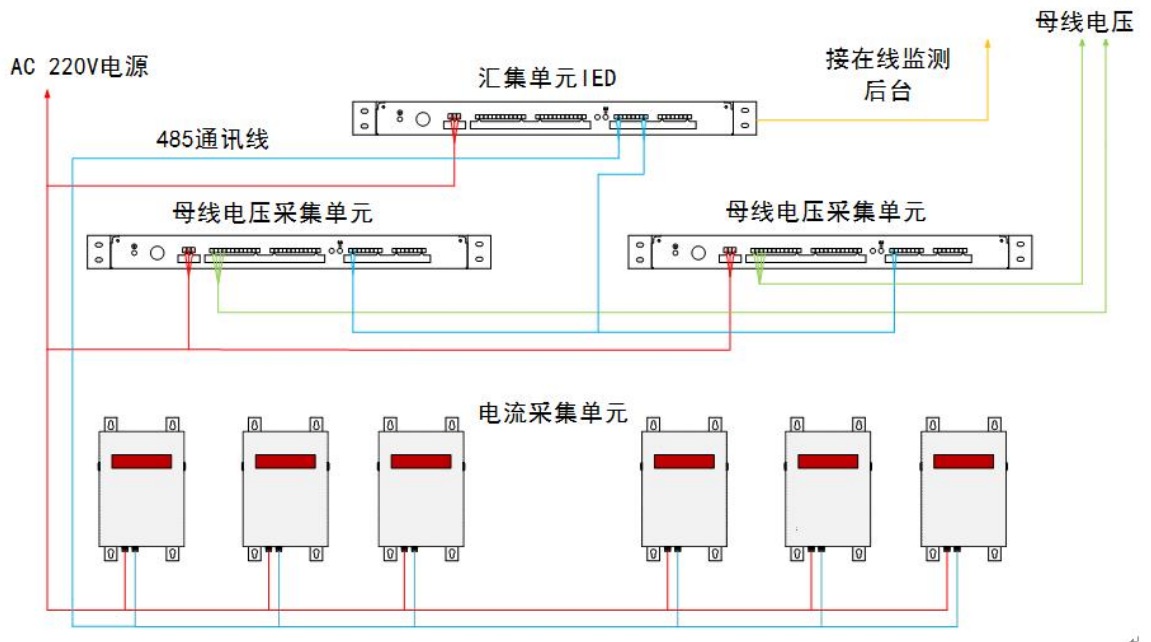 母线电压
AC 220V电源
汇集单元IED
接在线监测
后台
485通讯线
母线电压采集单元
母线电压采集单元
电流采集单元